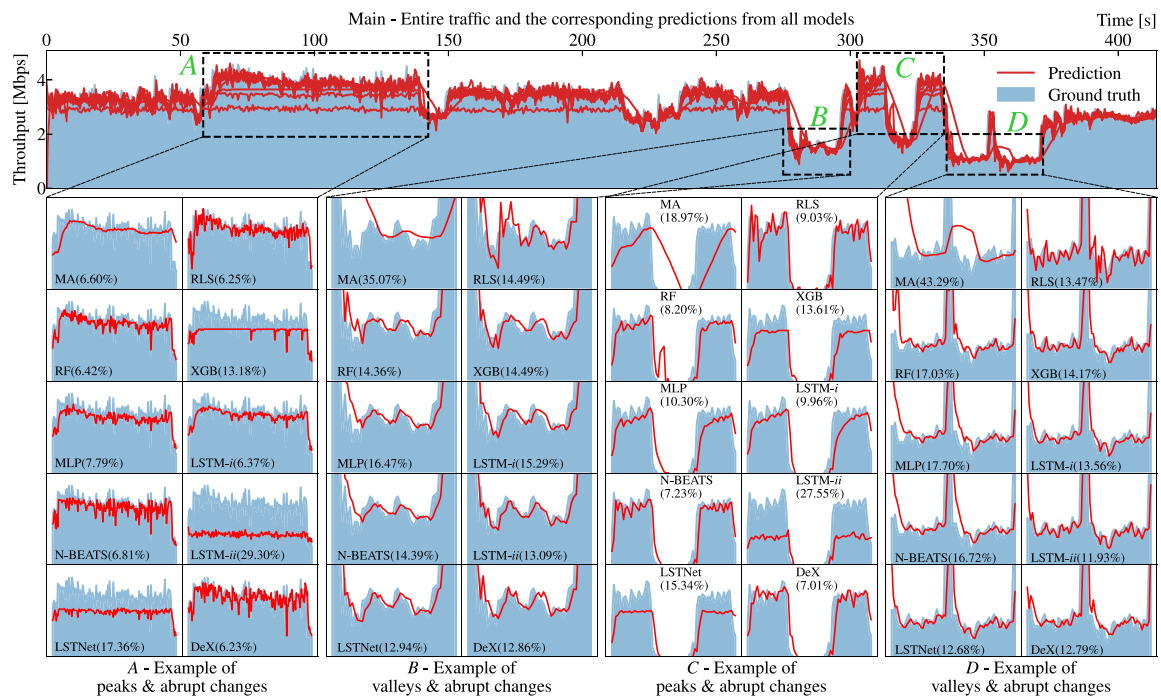 Main - Entire traffic and the corresponding predictions from all models
Time [s]
0 50 100 150 200 250 300 350 400
Throuthput [Mbps]
4
2
0
A
B
C
D
Prediction
Ground truth
MA(6.60%)
RLS(6.25%)
MA(35.07%)
RLS(14.49%)
MA
(18.97%)
RLS
(9.03%)
MA(43.29%)
RLS(13.47%)
RF(6.42%)
XGB(13.18%)
RF(14.36%)
XGB(14.49%)
RF
(8.20%)
XGB
(13.61%)
RF(17.03%)
XGB(14.17%)
MLP(7.79%)
LSTM-i(6.37%)
MLP(16.47%)
LSTM-i(15.29%)
MLP
(10.30%)
LSTM-i
(9.96%)
MLP(17.70%)
LSTM-i(13.56%)
N-BEATS(6.81%)
LSTM-ii(29.30%)
N-BEATS(14.39%)
LSTM-ii(13.09%)
N-BEATS
(7.23%)
LSTM-ii
(27.55%)
N-BEATS(16.72%)
LSTM-ii(11.93%)
LSTNet(17.36%)
DeX(6.23%)
LSTNet(12.94%)
DeX(12.86%)
LSTNet
(15.34%)
DeX
(7.01%)
LSTNet(12.68%)
DeX(12.79%)
A - Example of
peaks & abrupt changes
B - Example of
valleys & abrupt changes
C - Example of
peaks & abrupt changes
D - Example of
valleys & abrupt changes